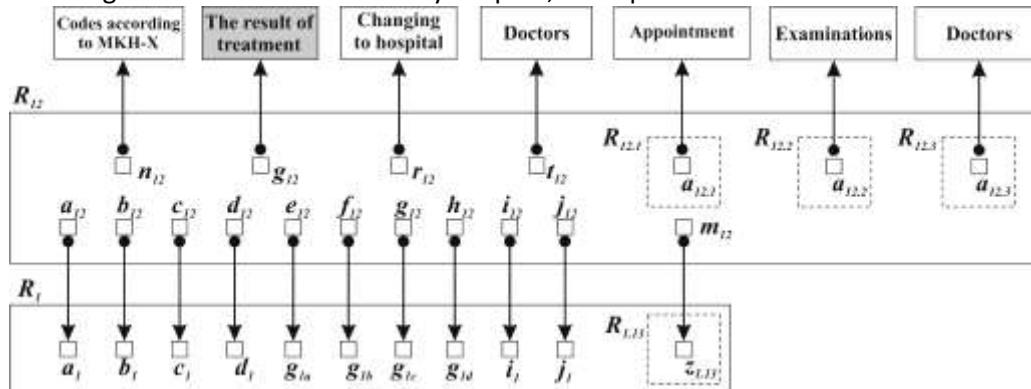 Codes according to MKH-X
The result of treatment
Changing to hospital
Doctors
Appointment
Examinations
Doctors
R12
R12.1
R12.2
R12.3
n12
g12
r12
t12
a12.1
a12.2
a12.3
a12 b12 c12 d12 e12 f12 g12 h12 i12 j12
m12
R1
R1.13
a1 b1 c1 d1 g1a g1b g1c g1d i1 j1
z1.13